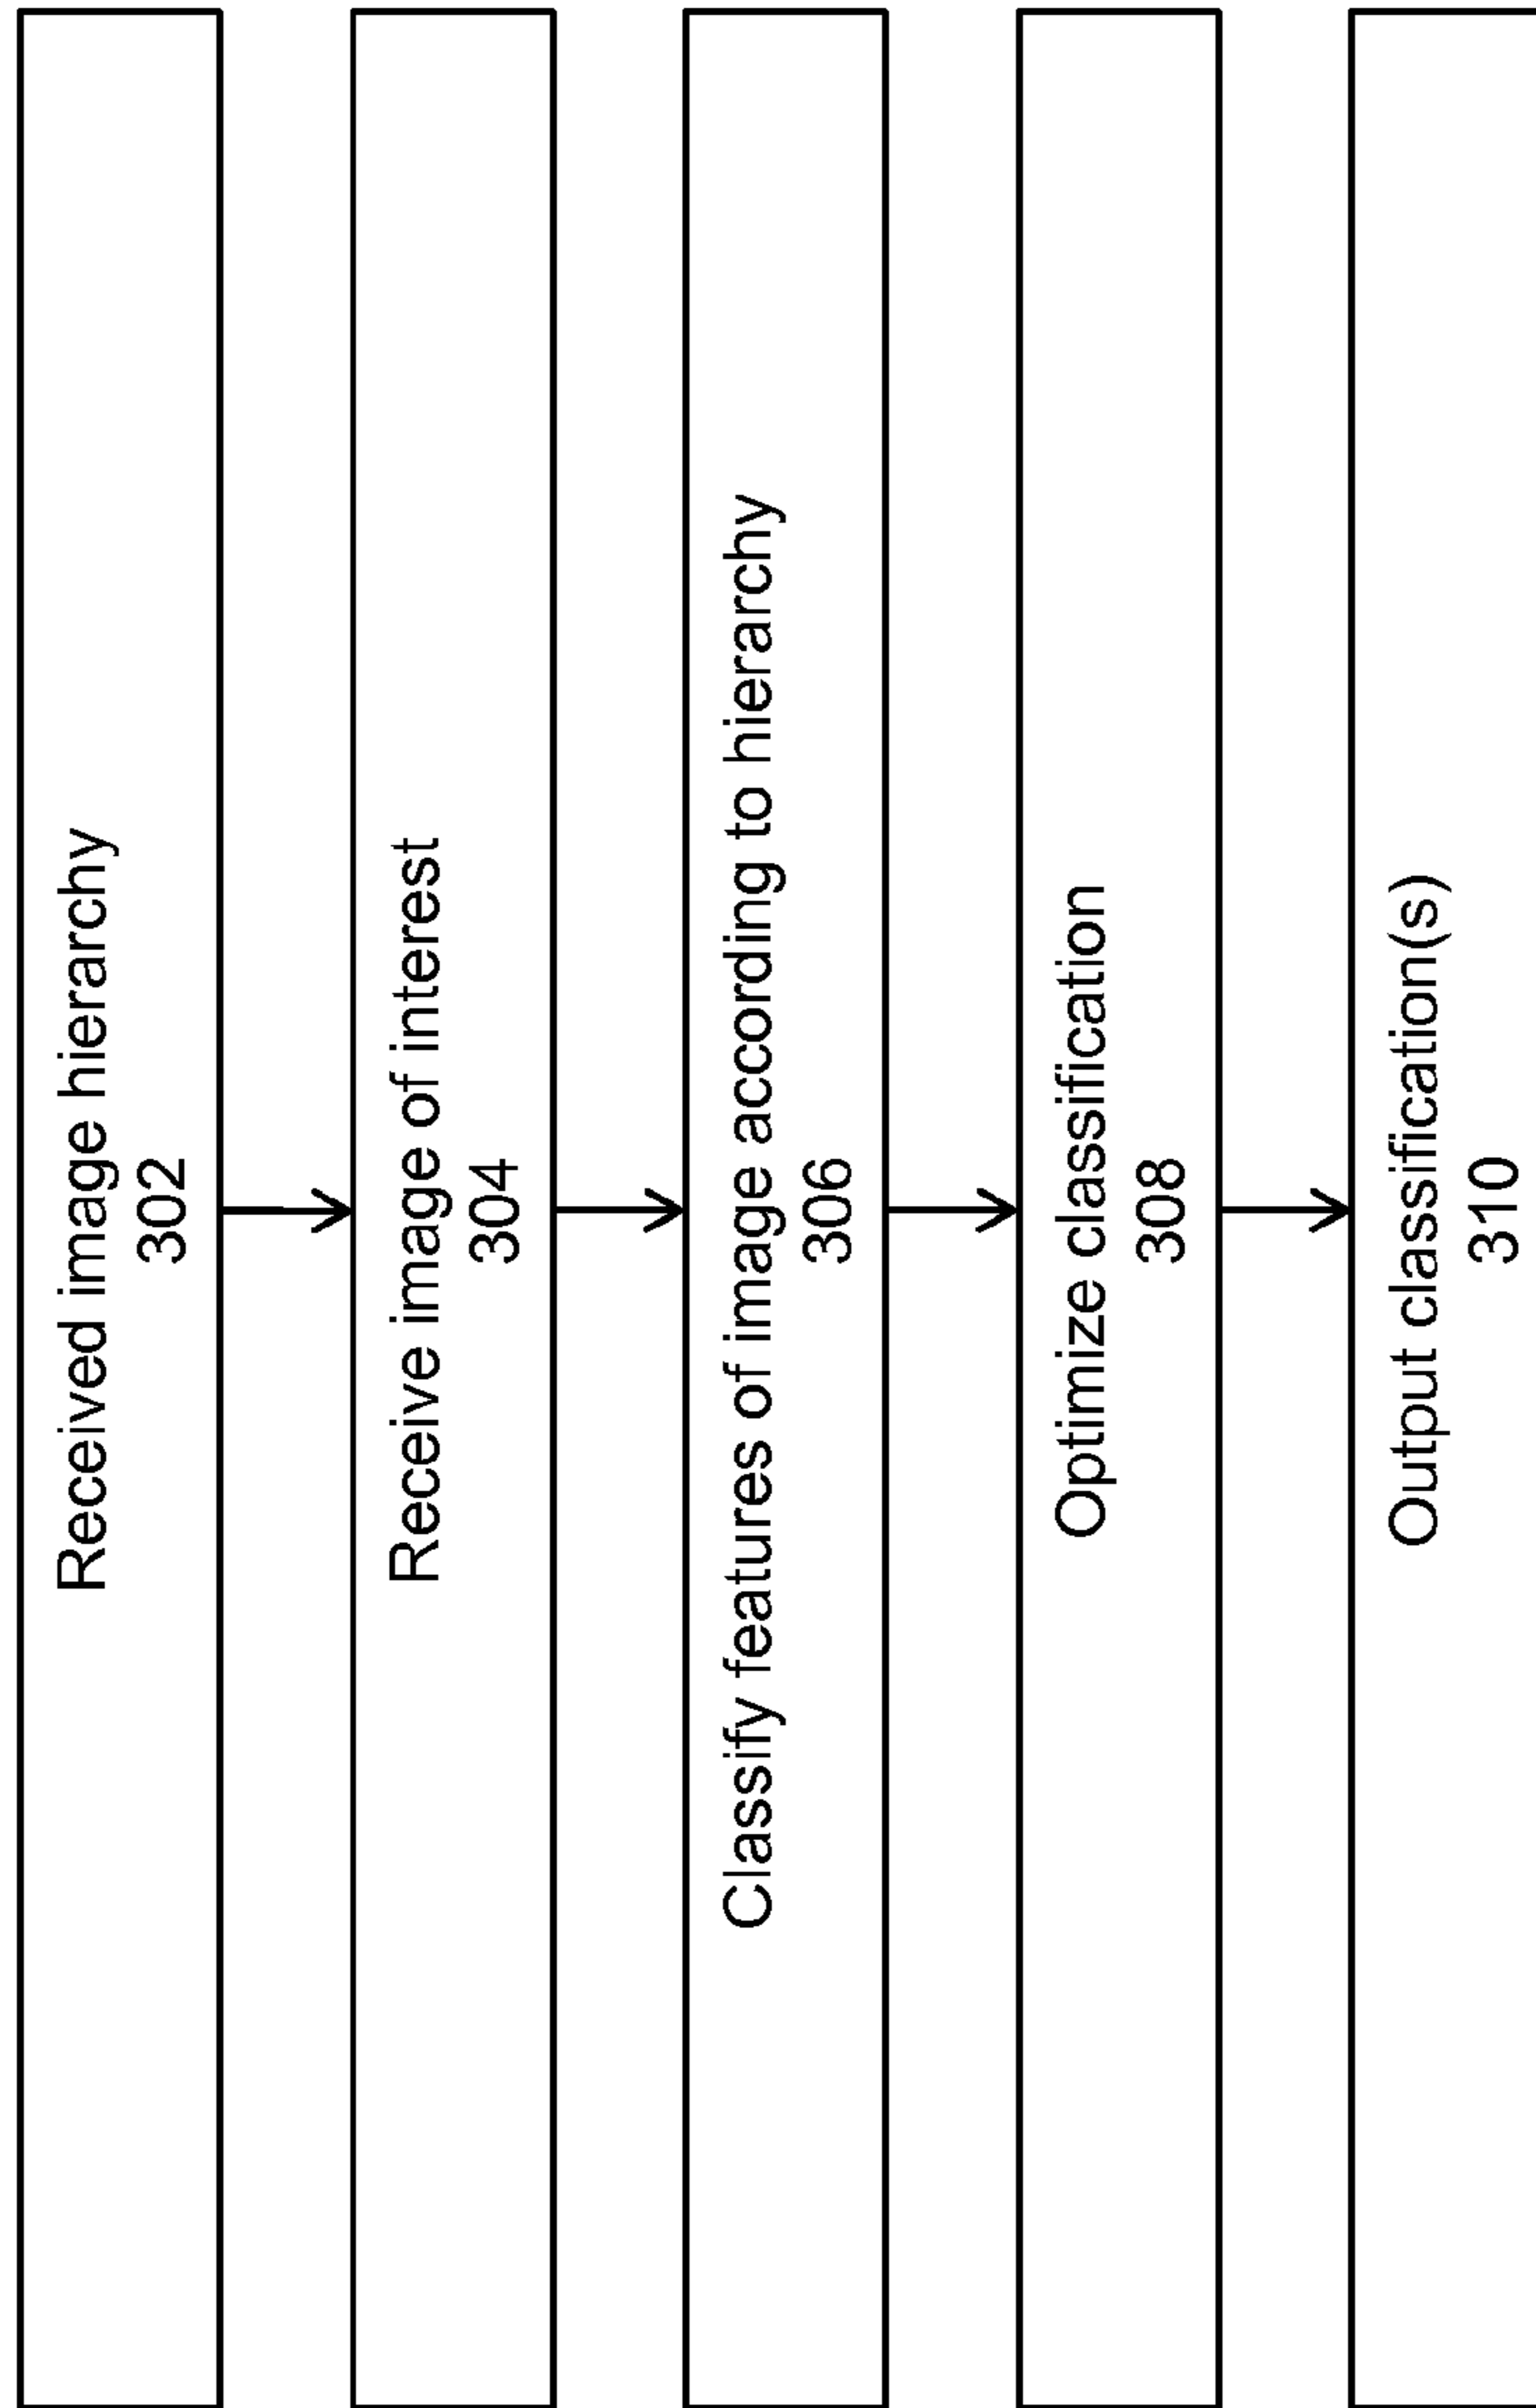 Received image hierarchy
302
Receive image of interest
304
Classify features of image according to hierarchy
306
Optimize classification
308
Output classification(s)
310